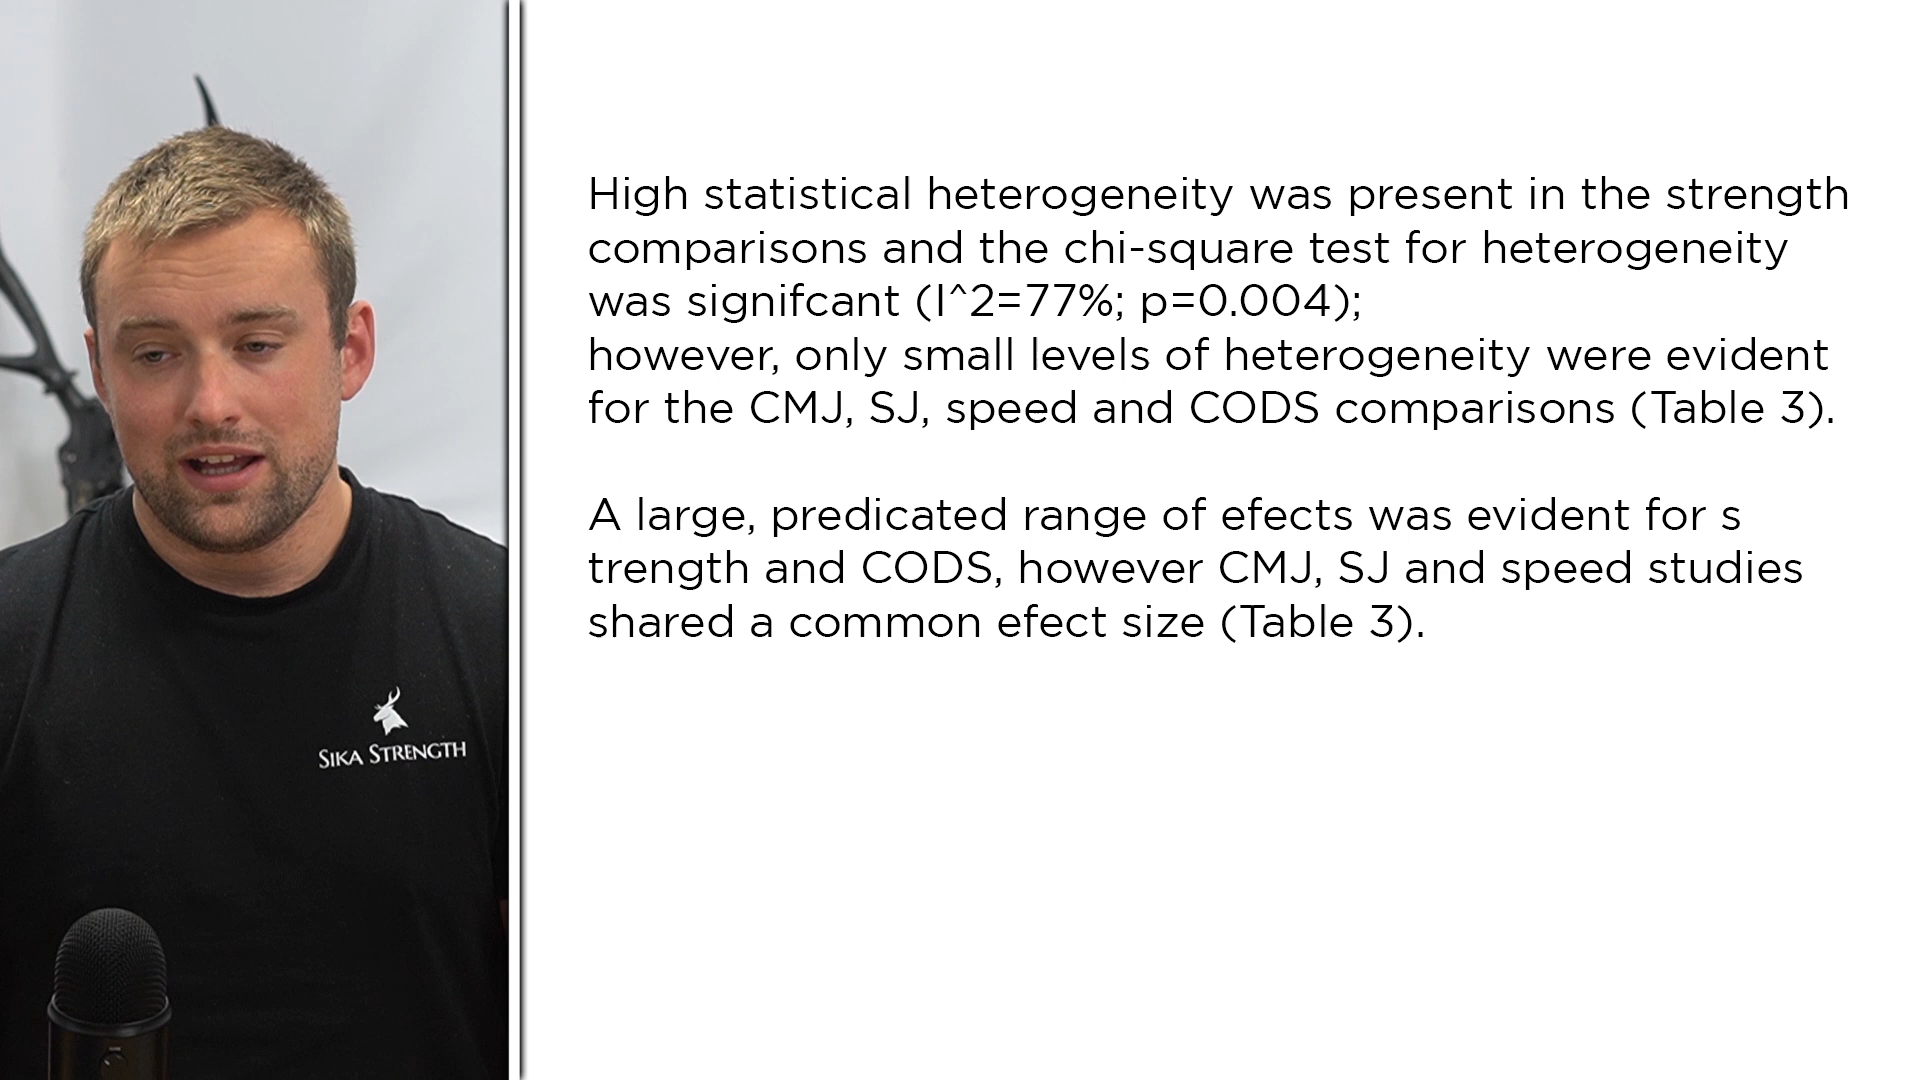 High statistical heterogeneity was present in the strength
comparisons and the chi-square test for heterogeneity
was signifcant (I^2=77%; p=0.004);
however, only small levels of heterogeneity were evident
for the CMJ, SJ, speed and CODS comparisons (Table 3).
A large, predicated range of efects was evident for s
trength and CODS, however CMJ, SJ and speed studies
shared a common efect size (Table 3).
SIKA STRENGTH